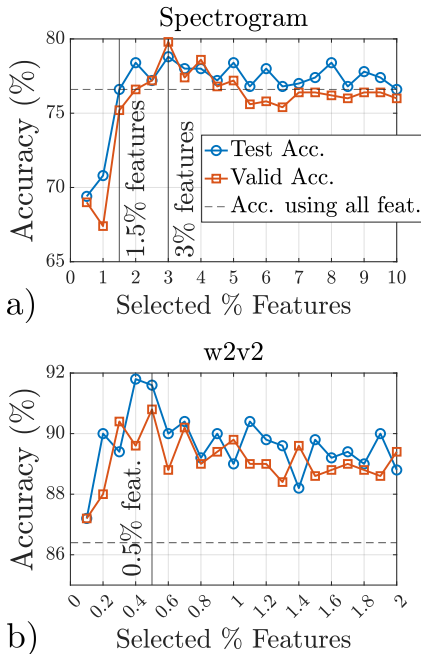 Spectrogram
Accuracy (%)
80
75
70
65
1.5% features
3% features
Test Acc.
Valid Acc.
Acc. using all feat.
0 1 2 3 4 5 6 7 8 9 10
a) Selected % Features
w2v2
Accuracy (%)
92
90
88
86
0.5% feat.
0 0.2 0.4 0.6 0.8 1 1.2 1.4 1.6 1.8 2
b) Selected % Features